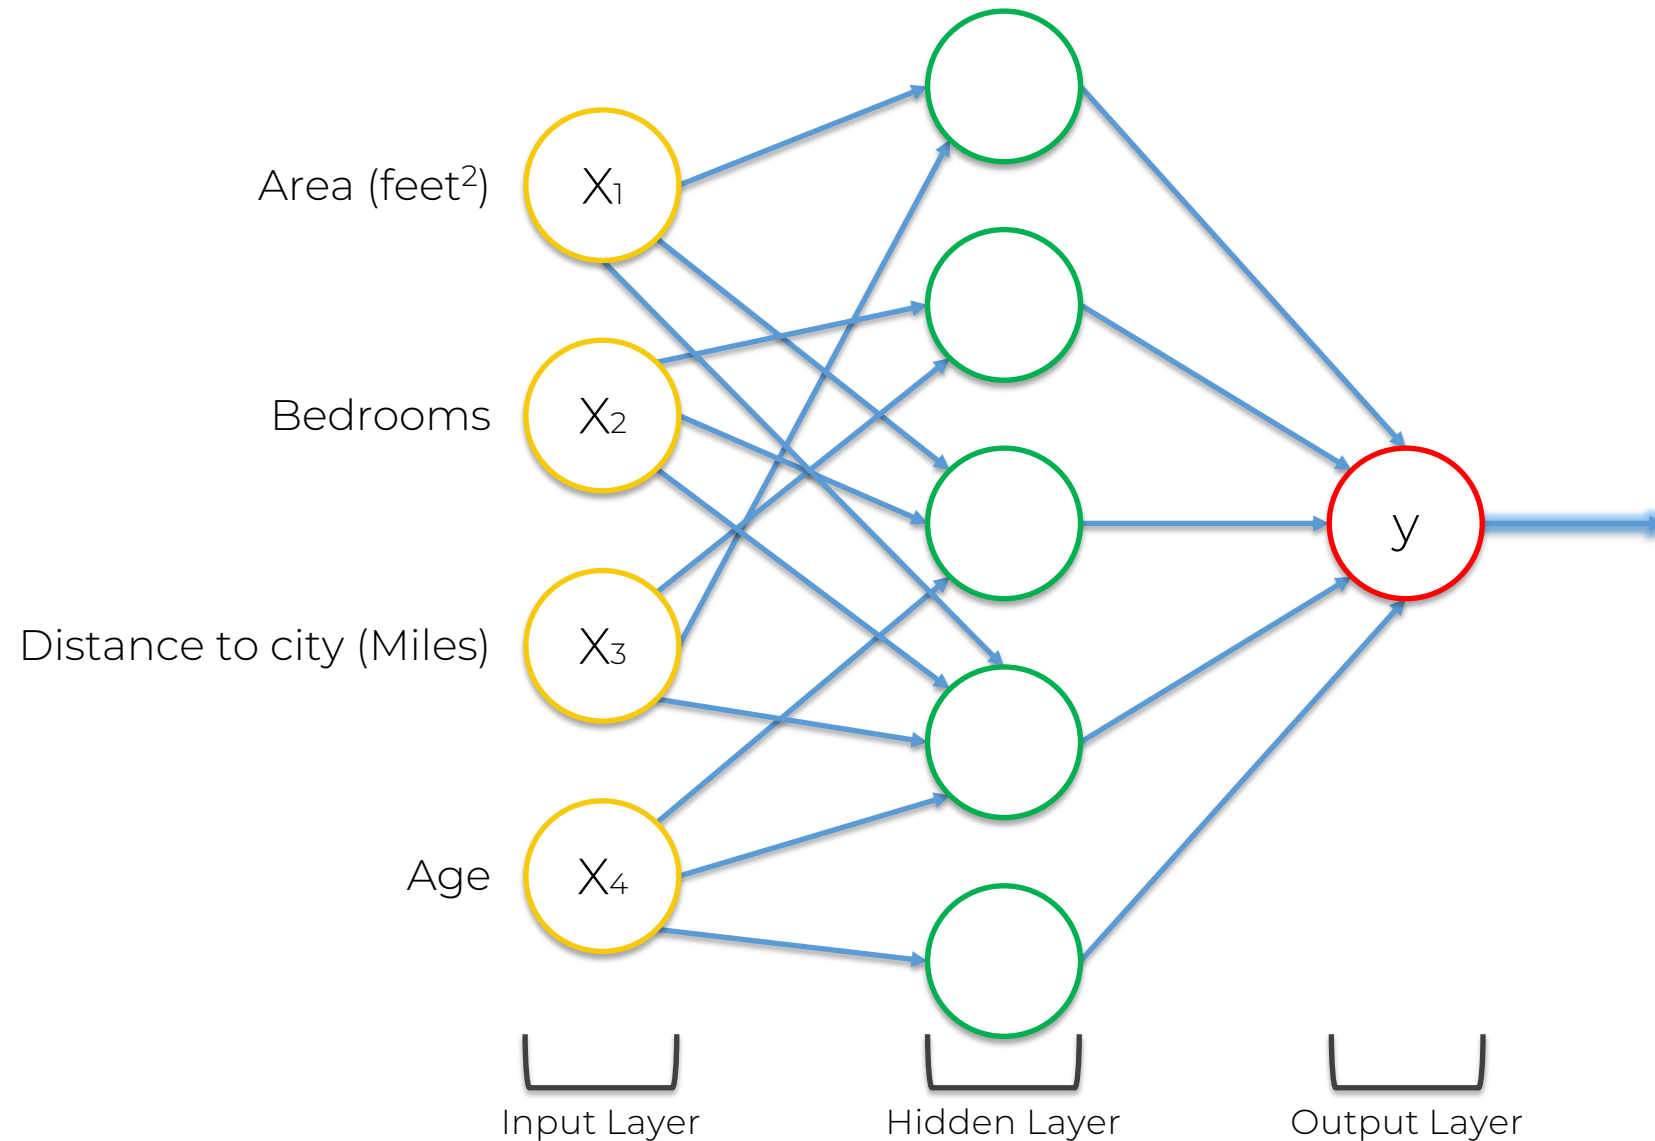 Area (feet²)
X₁
Bedrooms
X₂
Distance to city (Miles)
X₃
Age
X₄
y
Input Layer
Hidden Layer
Output Layer